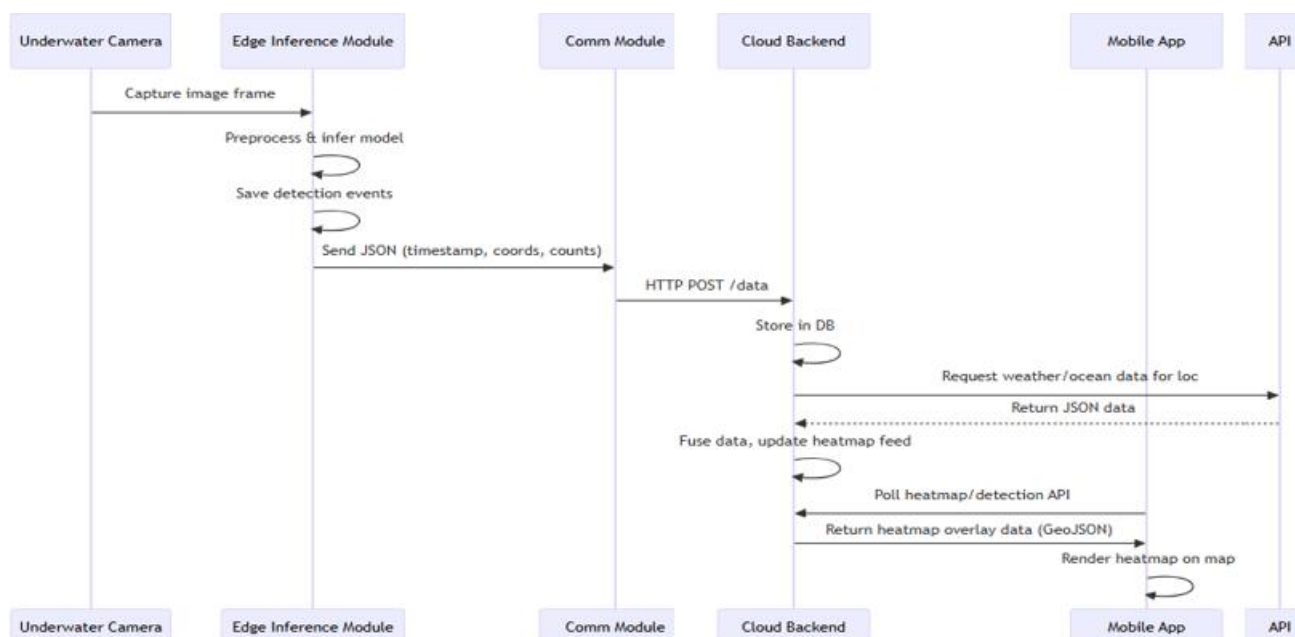 Underwater Camera Edge Inference Module Comm Module Cloud Backend Mobile App API
Capture image frame
Preprocess & infer model
Save detection events
Send JSON (timestamp, coords, counts)
HTTP POST /data
Store in DB
Request weather/ocean data for loc
Return JSON data
Fuse data, update heatmap feed
Poll heatmap/detection API
Return heatmap overlay data (GeoJSON)
Render heatmap on map
Underwater Camera Edge Inference Module Comm Module Cloud Backend Mobile App API